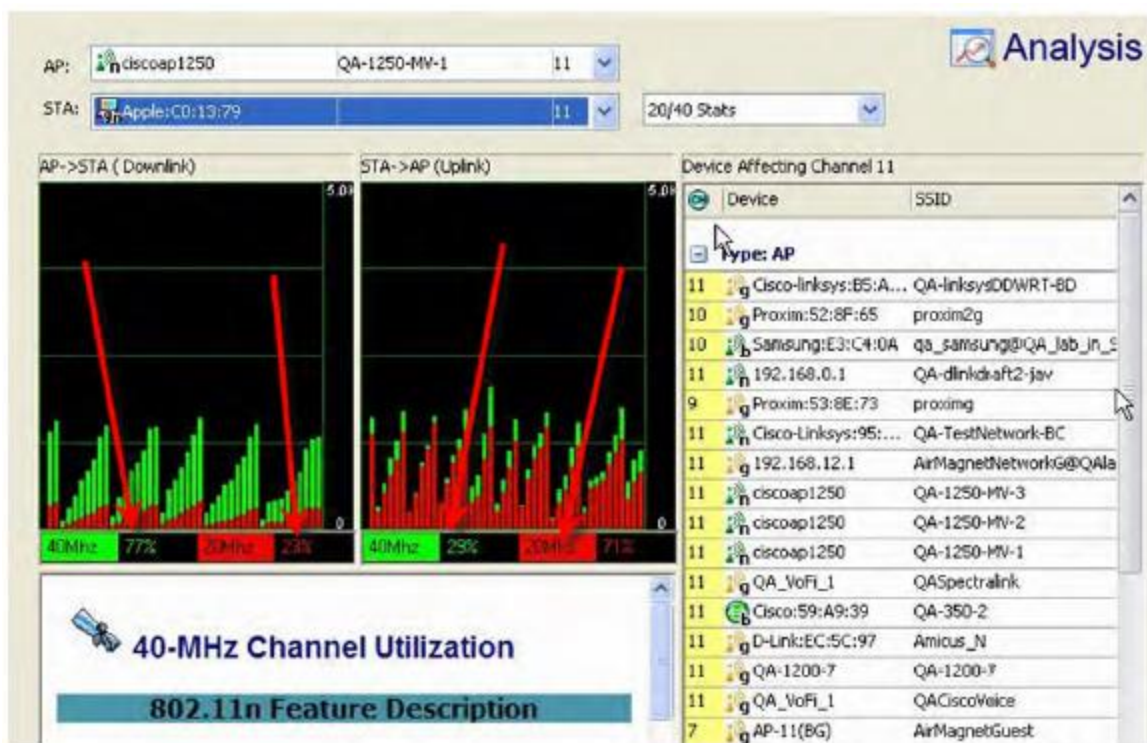 Analysis
AP: n ciscoap1250 QA-1250-MV-1 11
STA: n Apple:C0:13:79 11 20/40 Stats
AP->STA ( Downlink) STA->AP (Uplink) Device Affecting Channel 11
Device SSID
Type: AP
11 g Cisco-linksys:B5:A... QA-linksysDDWRT-BD
10 g Proxim:52:8F:65 proxim2g
10 b Samsung:E3:C4:0A qa_samsung@QA_lab_in_S
11 n 192.168.0.1 QA-dlinkdraft2-jav
9 g Proxim:53:8E:73 proximg
11 n Cisco-Linksys:95:... QA-TestNetwork-BC
11 g 192.168.12.1 AirMagnetNetworkG@QAla
11 n ciscoap1250 QA-1250-MV-3
11 n ciscoap1250 QA-1250-MV-2
11 n ciscoap1250 QA-1250-MV-1
11 g QA_VoFi_1 QASpectralink
11 b Cisco:59:A9:39 QA-350-2
11 g D-Link:EC:5C:97 Amicus_N
11 g QA-1200-7 QA-1200-7
11 g QA_VoFi_1 QACiscoVoice
7 g AP-11(BG) AirMagnetGuest
0 0
40Mhz 77% 20Mhz 23% 40Mhz 29% 20Mhz 71%
40-MHz Channel Utilization
802.11n Feature Description